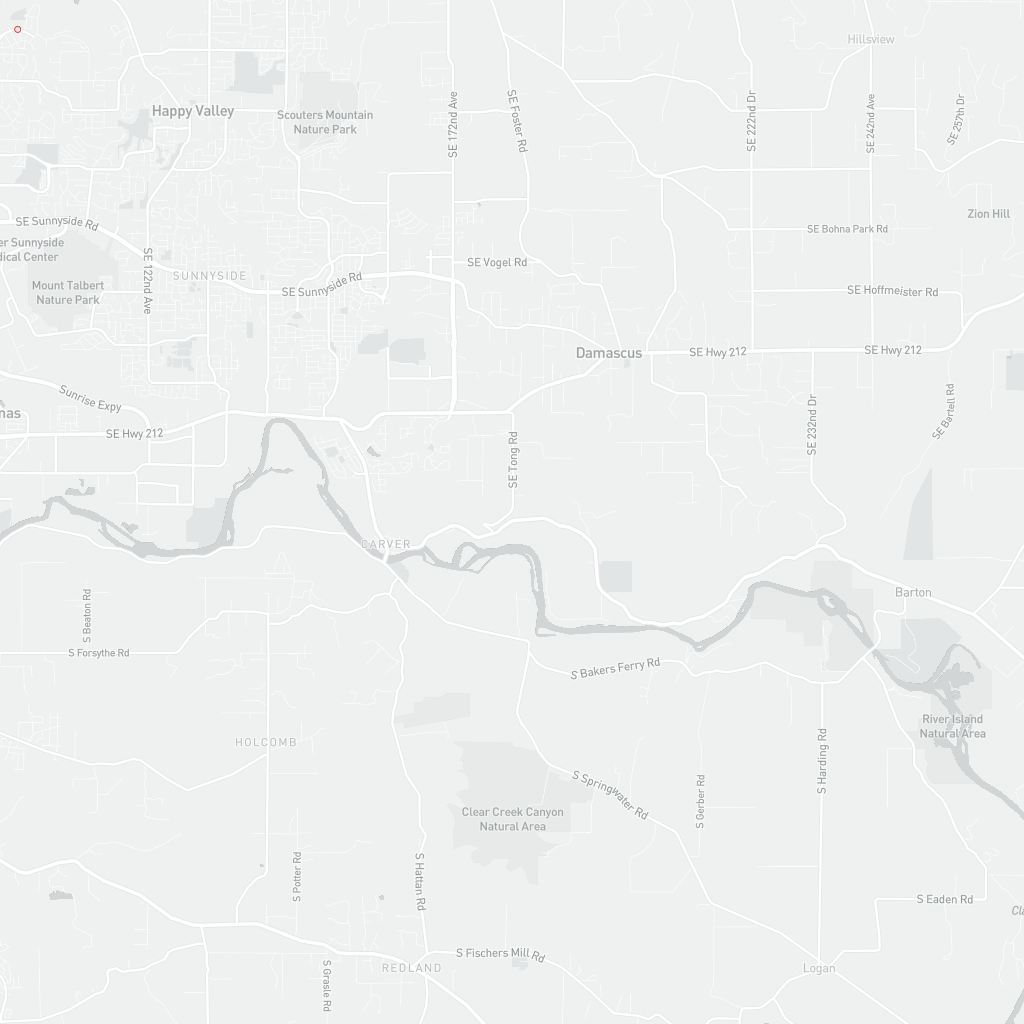 Hillsview
Happy Valley
Scouters Mountain
Nature Park
SE 172nd Ave
SE Foster Rd
SE 222nd Dr
SE 242nd Ave
SE 257th Dr
SE Sunnyside Rd
er Sunnyside
dical Center
SE 122nd Ave
SUNNYSIDE
Mount Talbert
Nature Park
SE Sunnyside Rd
SE Vogel Rd
SE Bohna Park Rd
Zion Hill
SE Hoffmeister Rd
Damascus
SE Hwy 212
SE Hwy 212
Sunrise Expy
mas
SE Hwy 212
SE Tong Rd
SE 232nd Dr
SE Bartell Rd
CARVER
Barton
S Beaton Rd
S Forsythe Rd
S Bakers Ferry Rd
River Island
Natural Area
HOLCOMB
S Harding Rd
S Springwater Rd
S Gerber Rd
Clear Creek Canyon
Natural Area
S Potter Rd
S Hattan Rd
S Eaden Rd
Cla
S Fischers Mill Rd
REDLAND
S Grasle Rd
Logan